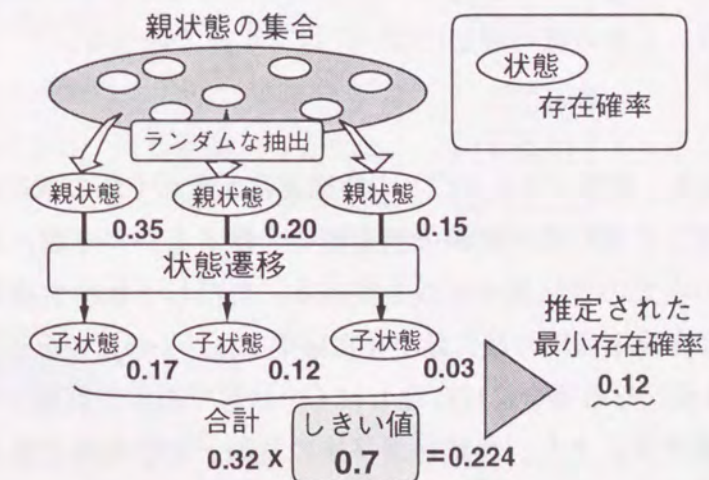 親状態の集合
状態
存在確率
ランダムな抽出
親状態 親状態 親状態
0.35 0.20 0.15
状態遷移
子状態 子状態 子状態
0.17 0.12 0.03
推定された
最小存在確率
0.12
合計 しきい値
0.32 X 0.7 =0.224